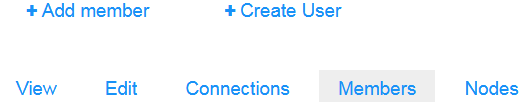 + Add member + Create User
View Edit Connections Members Nodes